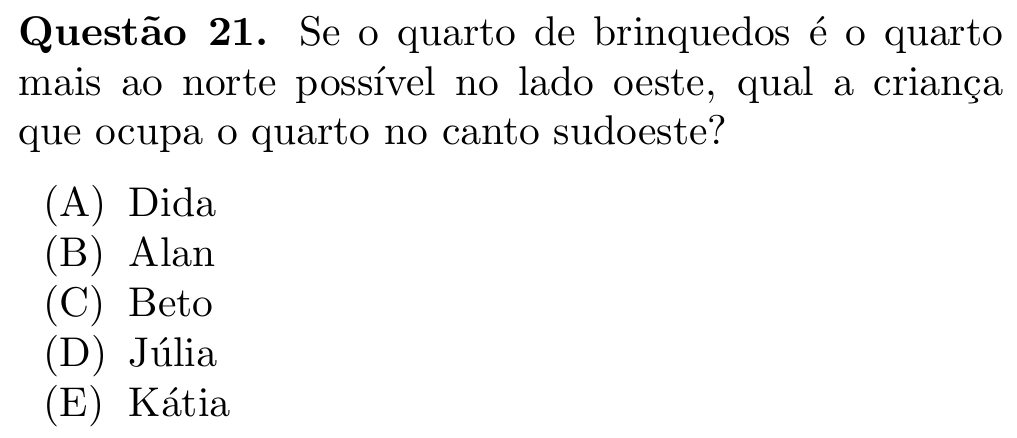 Questão 21. Se o quarto de brinquedos é o quarto
mais ao norte possível no lado oeste, qual a criança
que ocupa o quarto no canto sudoeste?
(A) Dida
(B) Alan
(C) Beto
(D) Júlia
(E) Kátia